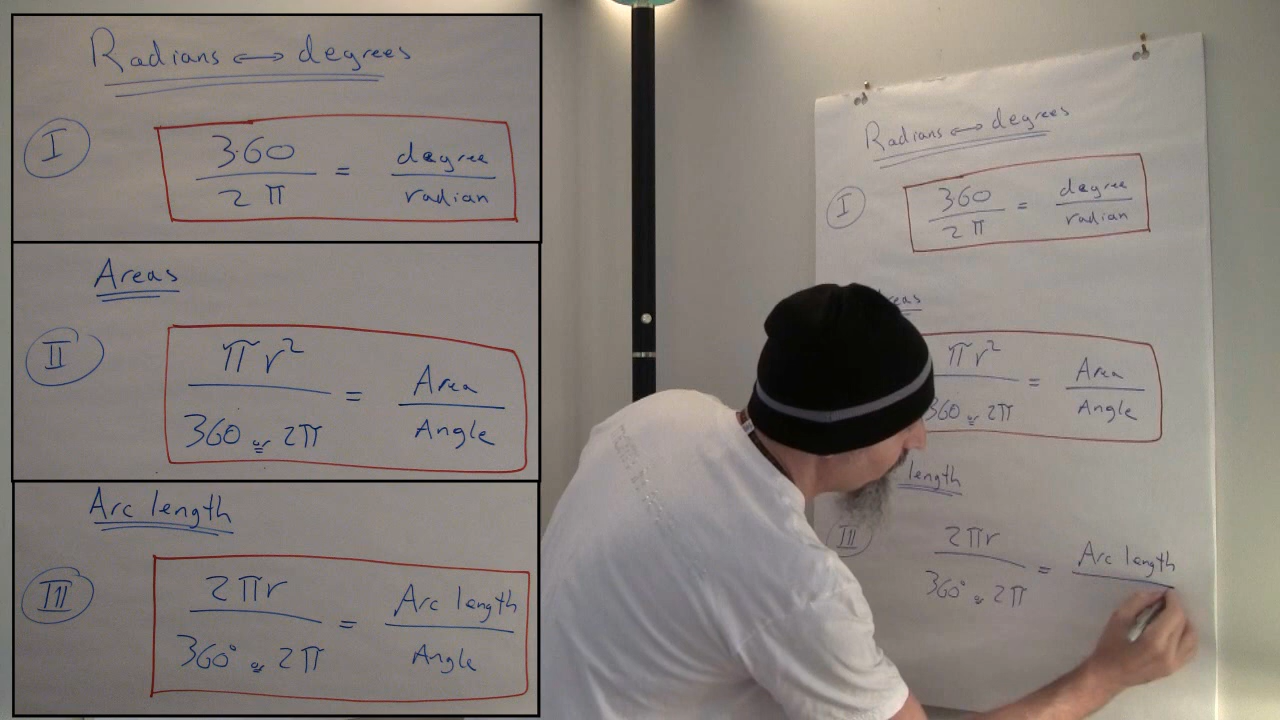 Radians ↔ degrees
I
360 / 2π = degree / radian
Areas
II
πr² / 360 or 2π = Area / Angle
Arc length
III
2πr / 360° or 2π = Arc length / Angle
Radians ↔ degrees
I
360 / 2π = degree / radian
reas
πr² / 360 or 2π = Area / Angle
length
III
2πr / 360° or 2π = Arc length